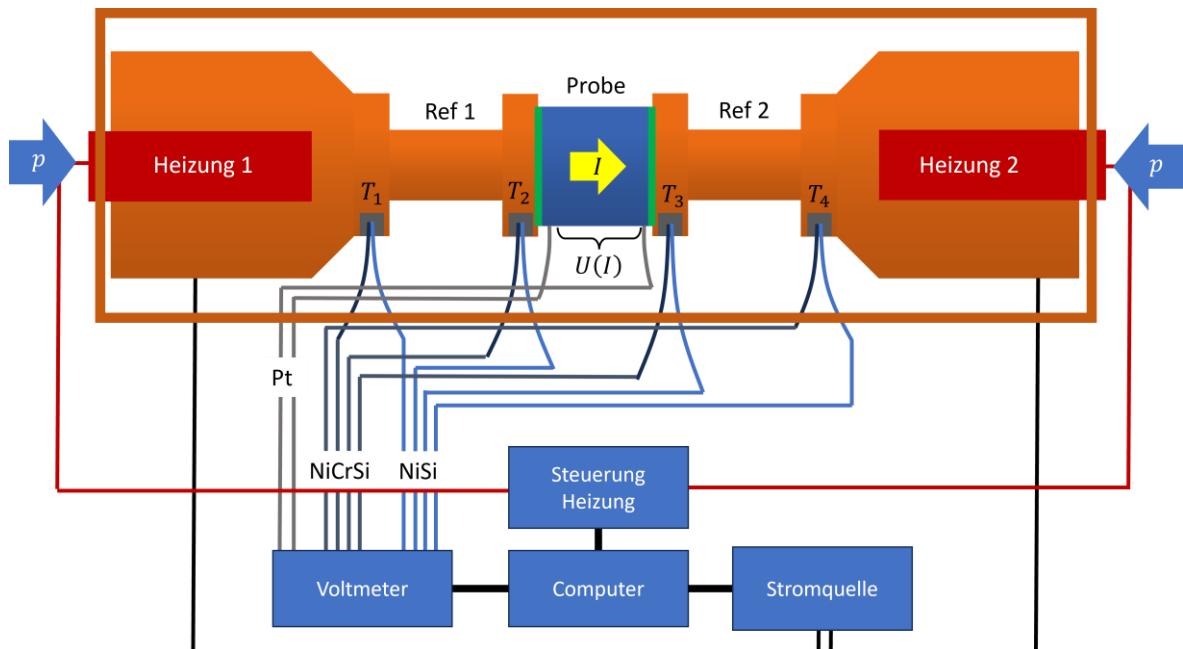 Probe
Ref 1
Ref 2
p
Heizung 1
I
Heizung 2
p
T₁
T₂
T₃
T₄
U(I)
Pt
NiCrSi
NiSi
Steuerung
Heizung
Voltmeter
Computer
Stromquelle